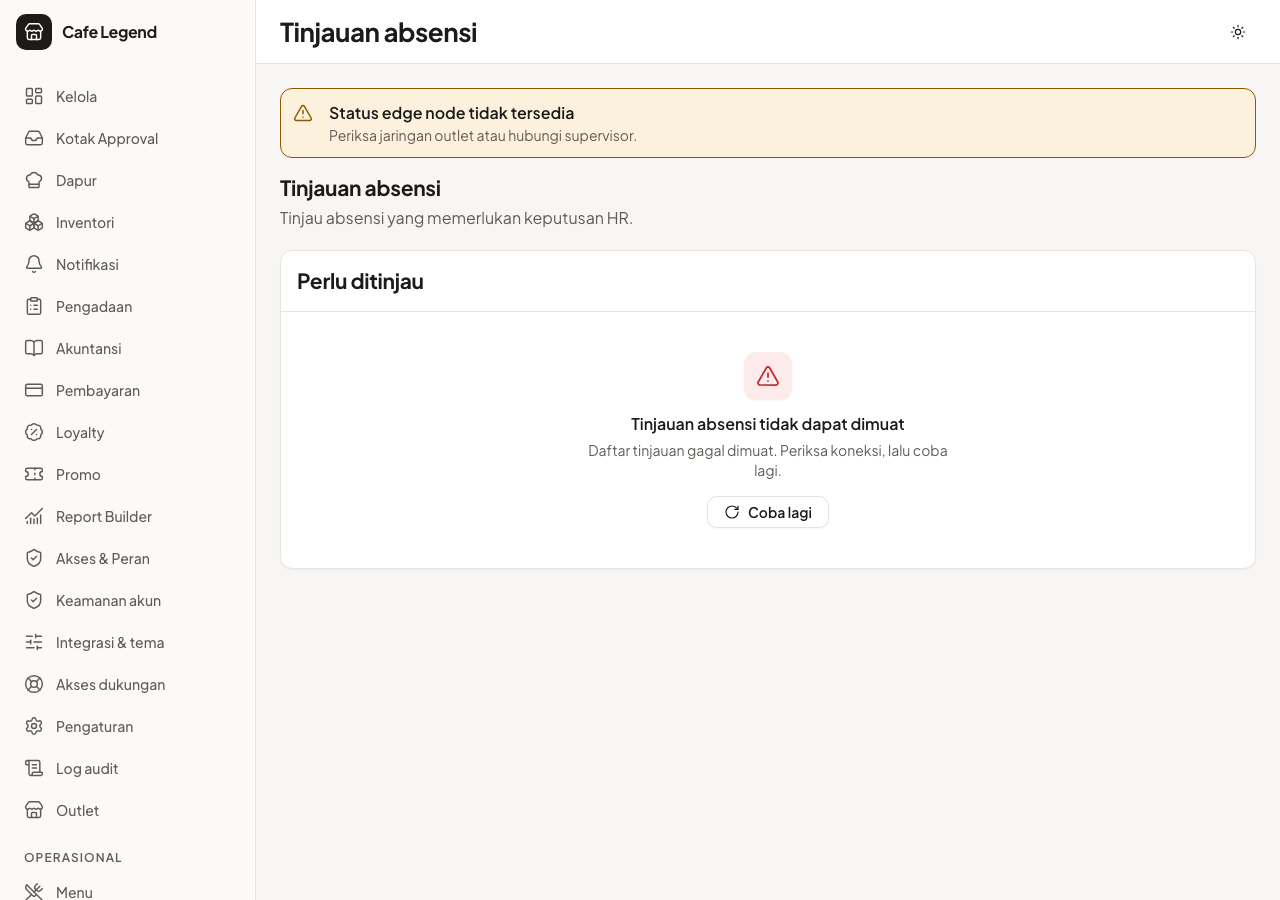 Cafe Legend
Kelola
Kotak Approval
Dapur
Inventori
Notifikasi
Pengadaan
Akuntansi
Pembayaran
Loyalty
Promo
Report Builder
Akses & Peran
Keamanan akun
Integrasi & tema
Akses dukungan
Pengaturan
Log audit
Outlet
OPERASIONAL
Menu
Tinjauan absensi
Status edge node tidak tersedia
Periksa jaringan outlet atau hubungi supervisor.
Tinjauan absensi
Tinjau absensi yang memerlukan keputusan HR.
Perlu ditinjau
Tinjauan absensi tidak dapat dimuat
Daftar tinjauan gagal dimuat. Periksa koneksi, lalu coba
lagi.
Coba lagi